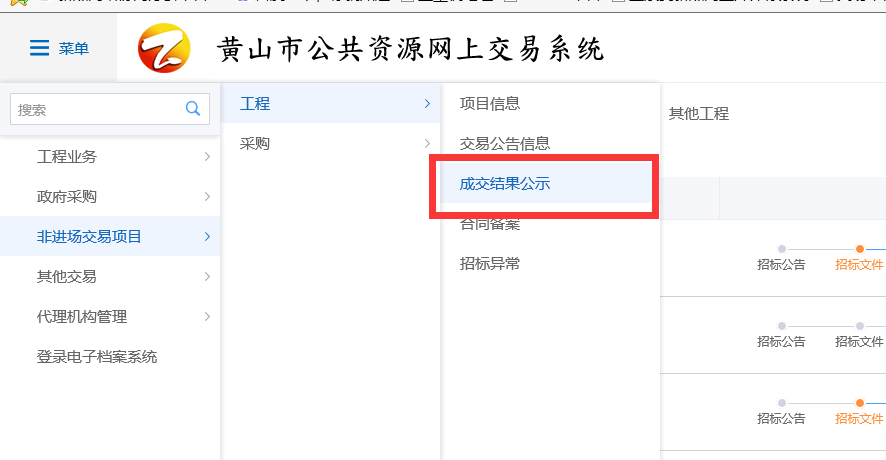 菜单
黄山市公共资源网上交易系统
搜索
工程业务
政府采购
非进场交易项目
其他交易
代理机构管理
登录电子档案系统
工程
采购
项目信息
交易公告信息
成交结果公示
合同备案
招标异常
其他工程
招标公告 招标文件
招标公告 招标文件
招标公告 招标文件